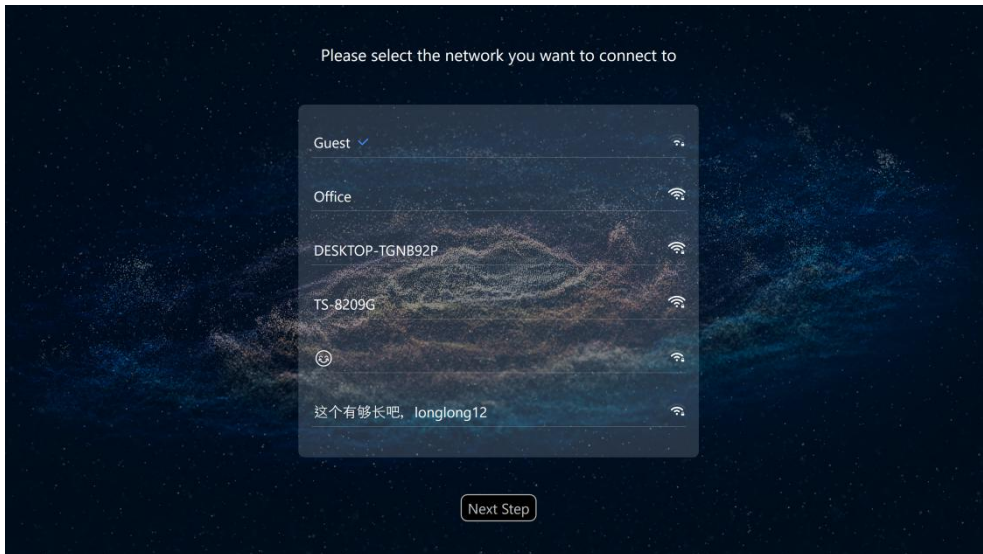 Please select the network you want to connect to
Guest
Office
DESKTOP-TGNB92P
TS-8209G
😊
这个有够长吧，longlong12
Next Step